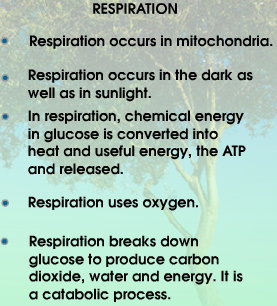 RESPIRATION
Respiration occurs in mitochondria.
Respiration occurs in the dark as
well as in sunlight.
In respiration, chemical energy
in glucose is converted into
heat and useful energy, the ATP
and released.
Respiration uses oxygen.
Respiration breaks down
glucose to produce carbon
dioxide, water and energy. It is
a catabolic process.